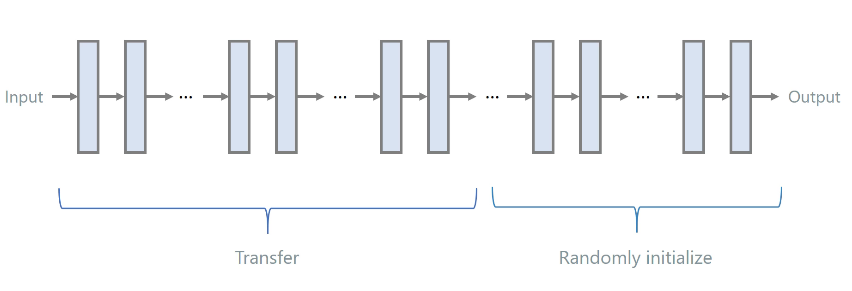 Input
...
...
...
...
Output
Transfer
Randomly initialize